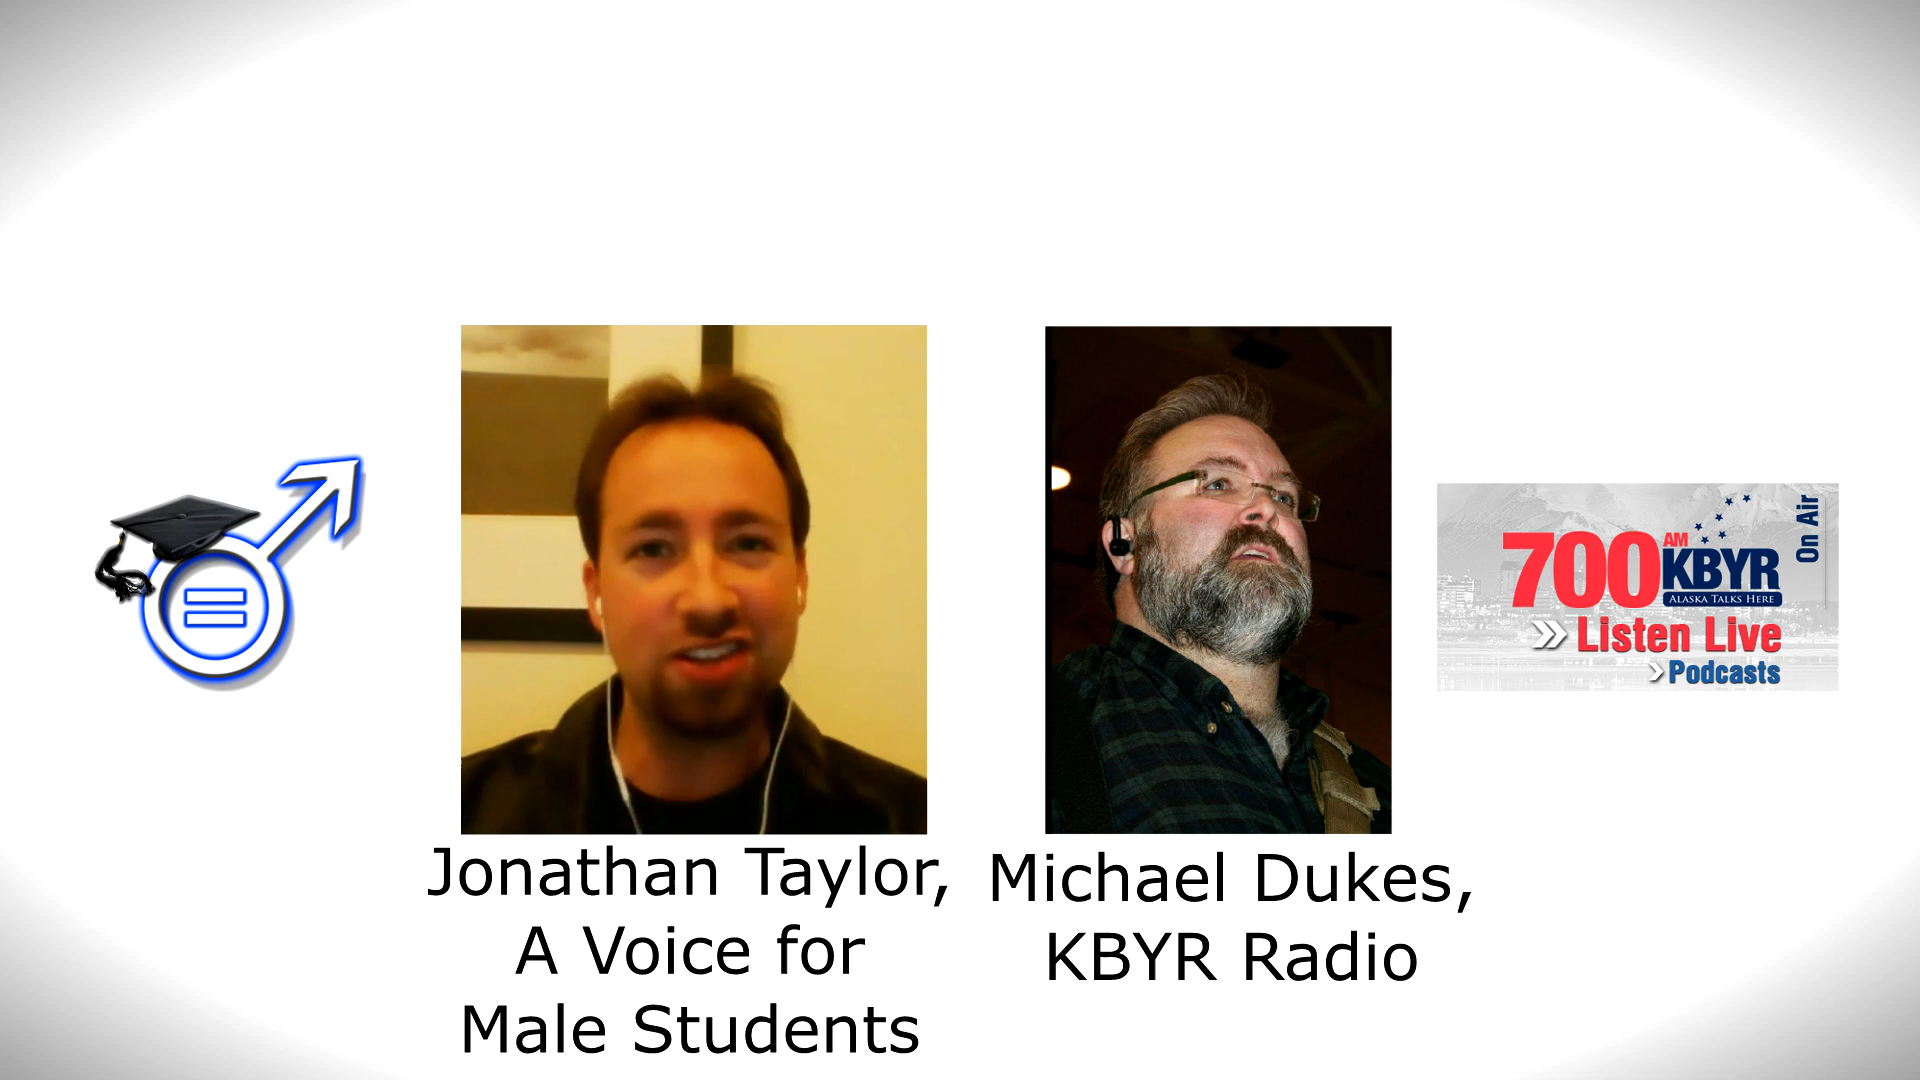 Jonathan Taylor,
A Voice for
Male Students
Michael Dukes,
KBYR Radio
700 AM KBYR
ALASKA TALKS HERE
On Air
Listen Live
Podcasts